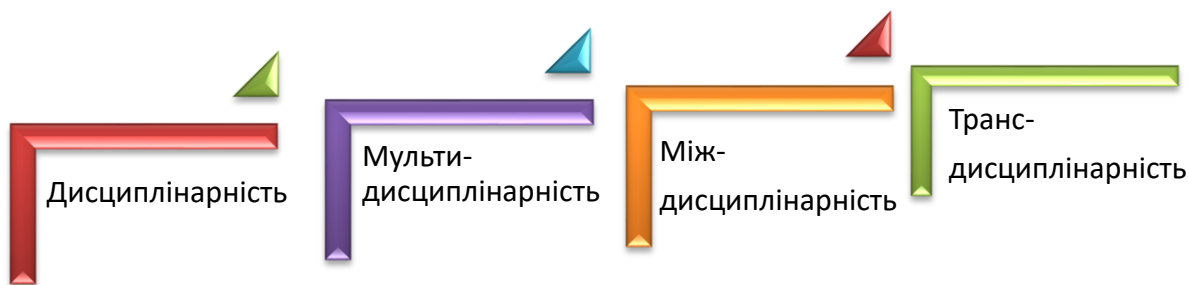 Дисциплінарність
Мульти-
дисциплінарність
Між-
дисциплінарність
Транс-
дисциплінарність